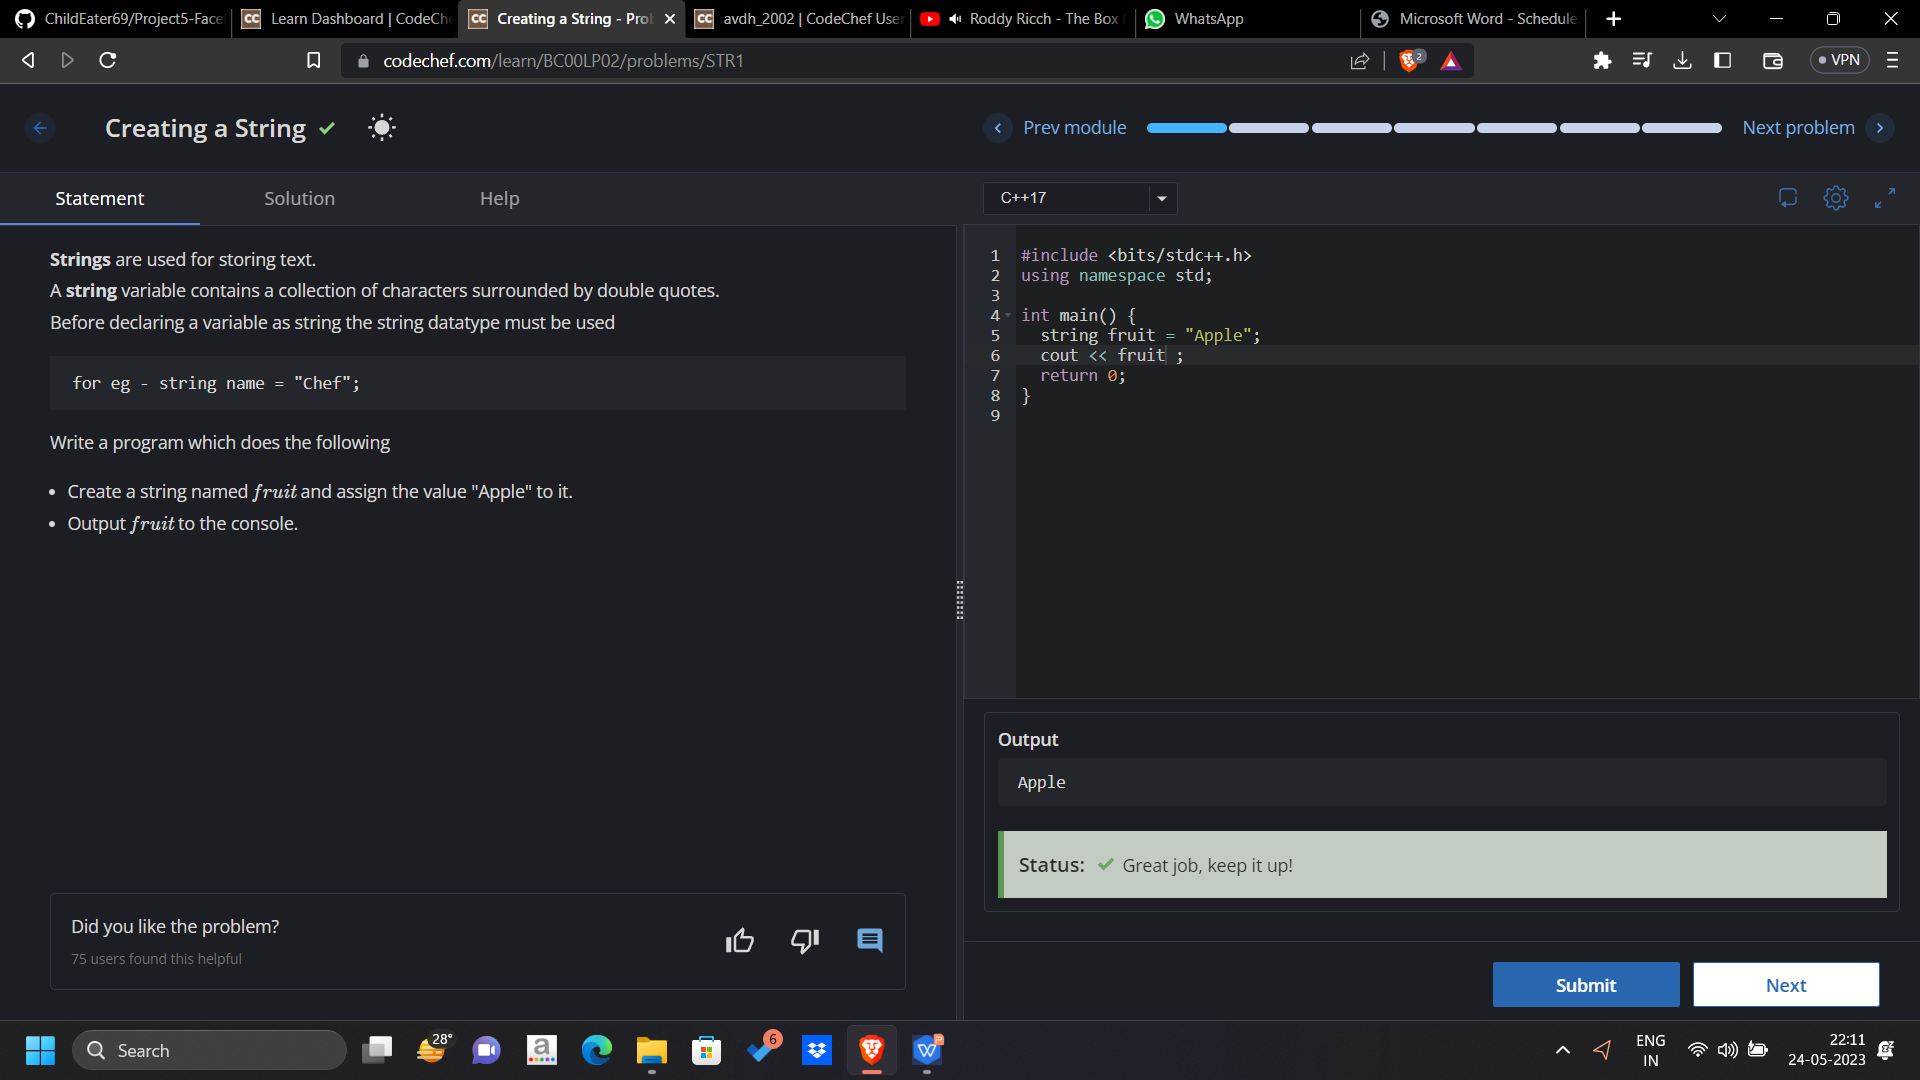 ChildEater69/Project5-Face
Learn Dashboard | CodeChe
Creating a String - Prob
avdh_2002 | CodeChef User
Roddy Ricch - The Box
WhatsApp
Microsoft Word - Schedule.
codechef.com/learn/BC00LP02/problems/STR1
2
VPN
Creating a String
Prev module
Next problem
Statement
Solution
Help
C++17
Strings are used for storing text.
A string variable contains a collection of characters surrounded by double quotes.
Before declaring a variable as string the string datatype must be used
for eg - string name = "Chef";
Write a program which does the following
• Create a string named fruit and assign the value "Apple" to it.
• Output fruit to the console.
1 #include <bits/stdc++.h>
2 using namespace std;
3
4 int main() {
5 string fruit = "Apple";
6 cout << fruit ;
7 return 0;
8 }
9
Output
Apple
Status: Great job, keep it up!
Did you like the problem?
75 users found this helpful
Submit
Next
Search
28°
6
ENG
IN
22:11
24-05-2023